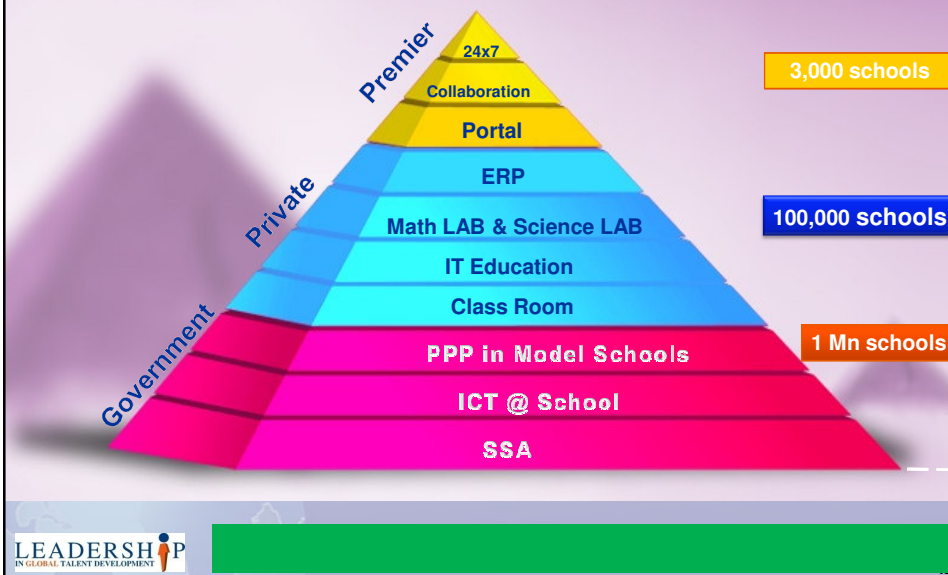 Premier
24x7
Collaboration
Portal
3,000 schools
Private
ERP
Math LAB & Science LAB
IT Education
Class Room
100,000 schools
Government
PPP in Model Schools
ICT @ School
SSA
1 Mn schools
LEADERSHIP
IN GLOBAL TALENT DEVELOPMENT